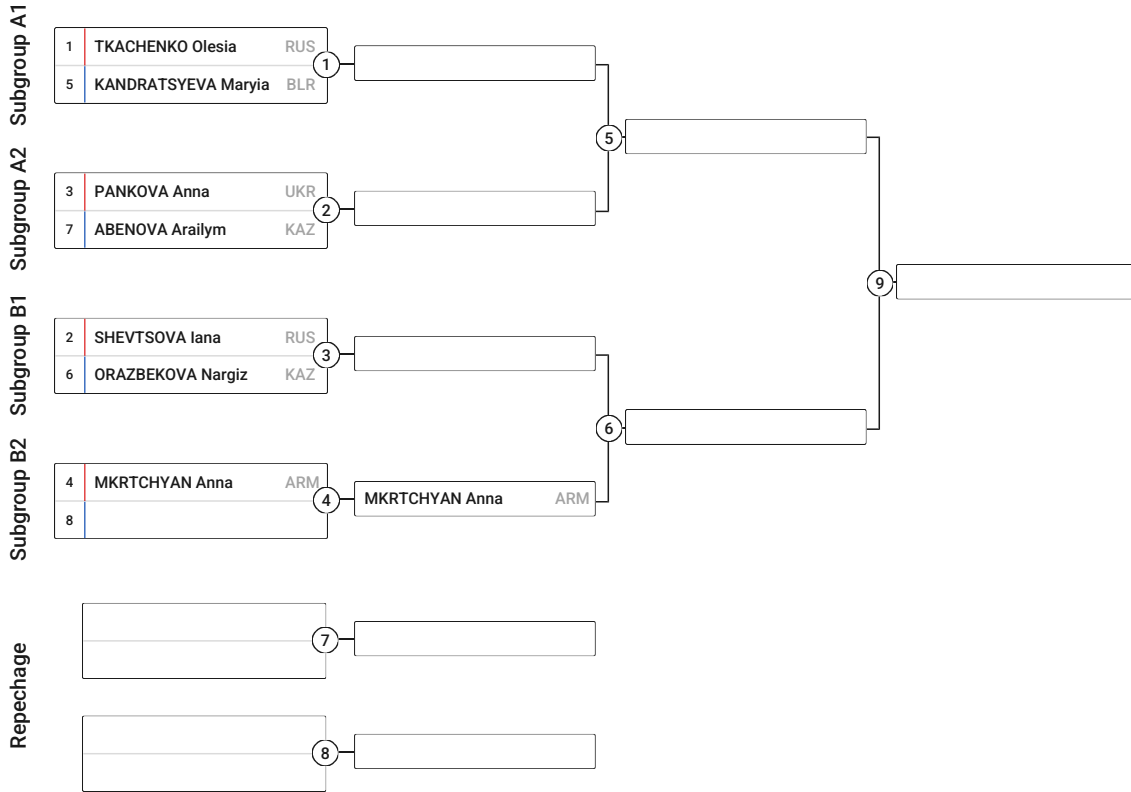 Subgroup A1
1 TKACHENKO Olesia RUS
5 KANDRATSYEVA Maryia BLR
1
5
Subgroup A2
3 PANKOVA Anna UKR
7 ABENOVA Arailym KAZ
2
9
Subgroup B1
2 SHEVTSOVA Iana RUS
6 ORAZBEKOVA Nargiz KAZ
3
6
Subgroup B2
4 MKRTCHYAN Anna ARM
8
4
MKRTCHYAN Anna ARM
Repechage
7
8